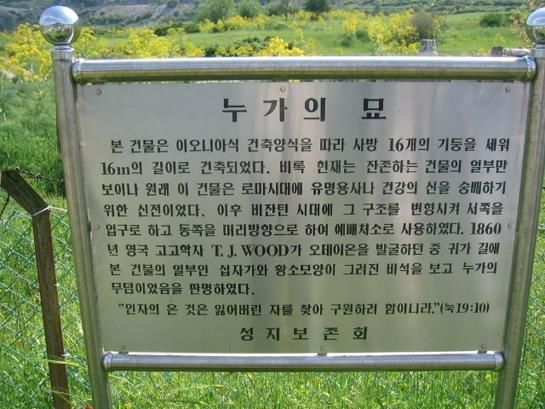 누가의 묘
본 건물은 이오니아식 건축양식을 따라 사방 16개의 기둥을 세워
16m의 길이로 건축되었다. 비록 현재는 잔존하는 건물의 일부만
보이나 원래 이 건물은 로마시대에 유명용사나 건강의 신을 숭배하기
위한 신전이었다. 이후 비잔틴 시대에 그 구조를 변형시켜 서쪽을
입구로 하고 동쪽을 머리방향으로 하여 예배처소로 사용하였다. 1860
년 영국 고고학자 T. J. WOOD가 오데이온을 발굴하던 중 귀가 길에
본 건물의 일부인 십자가와 황소모양이 그려진 비석을 보고 누가의
무덤이었음을 판명하였다.
"인자의 온 것은 잃어버린 자를 찾아 구원하려 함이니라."(눅19:10)
성지보존회